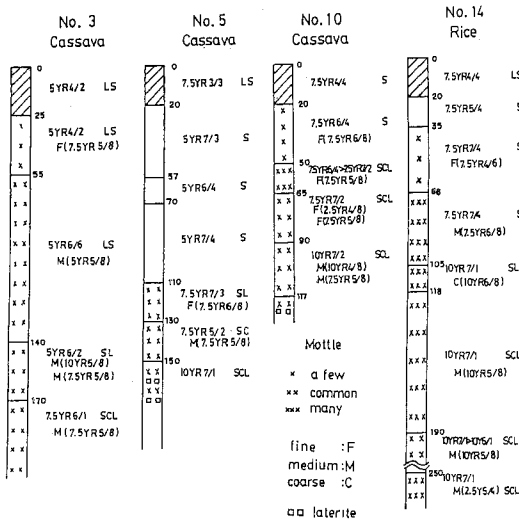 No. 3
Cassava
0
5YR4/2 LS
25
5YR4/2 LS
F(7.5YR5/8)
55
5YR6/6 LS
M(5YR5/8)
140
5YR6/2 SL
M(10YR5/8)
M(7.5YR5/8)
170
7.5YR6/1 SCL
M(7.5YR5/8)
No. 5
Cassava
0
7.5YR3/3 LS
20
5YR7/3 S
57
5YR6/4 S
70
5YR7/4 S
110
7.5YR7/3 SL
F(7.5YR6/8)
130
7.5YR5/2 SC
M(7.5YR5/8)
150
10YR7/1 SCL
No. 10
Cassava
0
7.5YR4/4 S
20
7.5YR6/4 S
F(7.5YR6/8)
50
SCL
F(7.5YR5/8)
65
7.5YR7/2 SCL
F(2.5YR4/8)
F(7.5YR5/8)
90
10YR7/2 SCL
M(10YR4/8)
M(7.5YR5/8)
117
Mottle
x a few
xx common
xxx many
fine :F
medium :M
coarse :C
laterite
No. 14
Rice
0
7.5YR4/4 LS
20
7.5YR5/4 S
35
7.5YR7/4 S
F(7.5YR4/6)
66
7.5YR7/4 S
M(7.5YR6/8)
105
10YR7/1 SL
C(10YR6/8)
118
10YR7/1 SCL
M(10YR5/8)
190
SCL
M(10YR5/8)
250
10YR7/1
M(2.5Y5/4) SCL